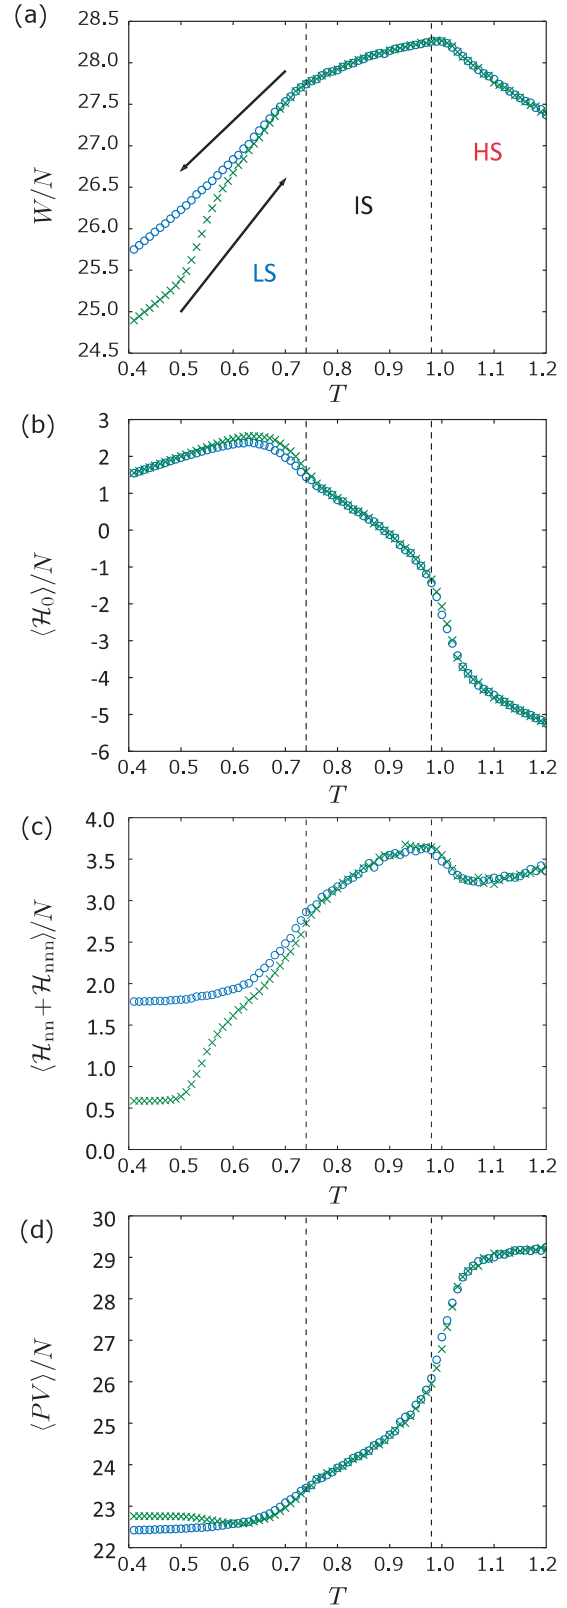 (a)
28.5
28.0
27.5
27.0
26.5
26.0
25.5
25.0
24.5
W/N
HS
IS
LS
0.4 0.5 0.6 0.7 0.8 0.9 1.0 1.1 1.2
T
(b)
3
2
1
0
-1
-2
-3
-4
-5
-6
⟨ℋ₀⟩/N
0.4 0.5 0.6 0.7 0.8 0.9 1.0 1.1 1.2
T
(c)
4.0
3.5
3.0
2.5
2.0
1.5
1.0
0.5
0.0
⟨ℋnn+ℋnnn⟩/N
0.4 0.5 0.6 0.7 0.8 0.9 1.0 1.1 1.2
T
(d)
30
29
28
27
26
25
24
23
22
⟨PV⟩/N
0.4 0.5 0.6 0.7 0.8 0.9 1.0 1.1 1.2
T